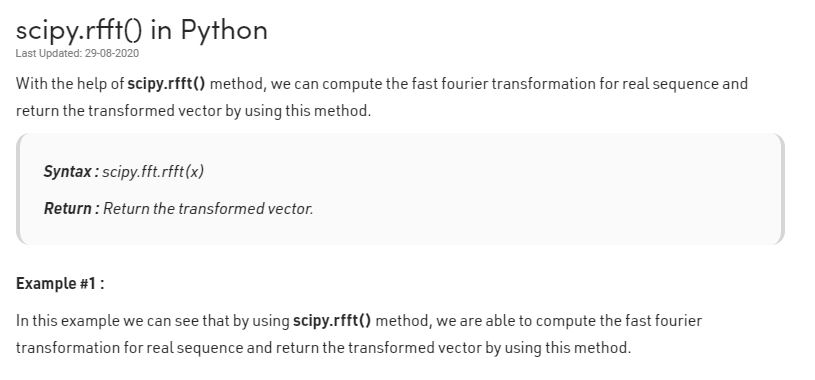 scipy.rfft() in Python
Last Updated: 29-08-2020
With the help of scipy.rfft() method, we can compute the fast fourier transformation for real sequence and
return the transformed vector by using this method.
Syntax : scipy.fft.rfft(x)
Return : Return the transformed vector.
Example #1 :
In this example we can see that by using scipy.rfft() method, we are able to compute the fast fourier
transformation for real sequence and return the transformed vector by using this method.